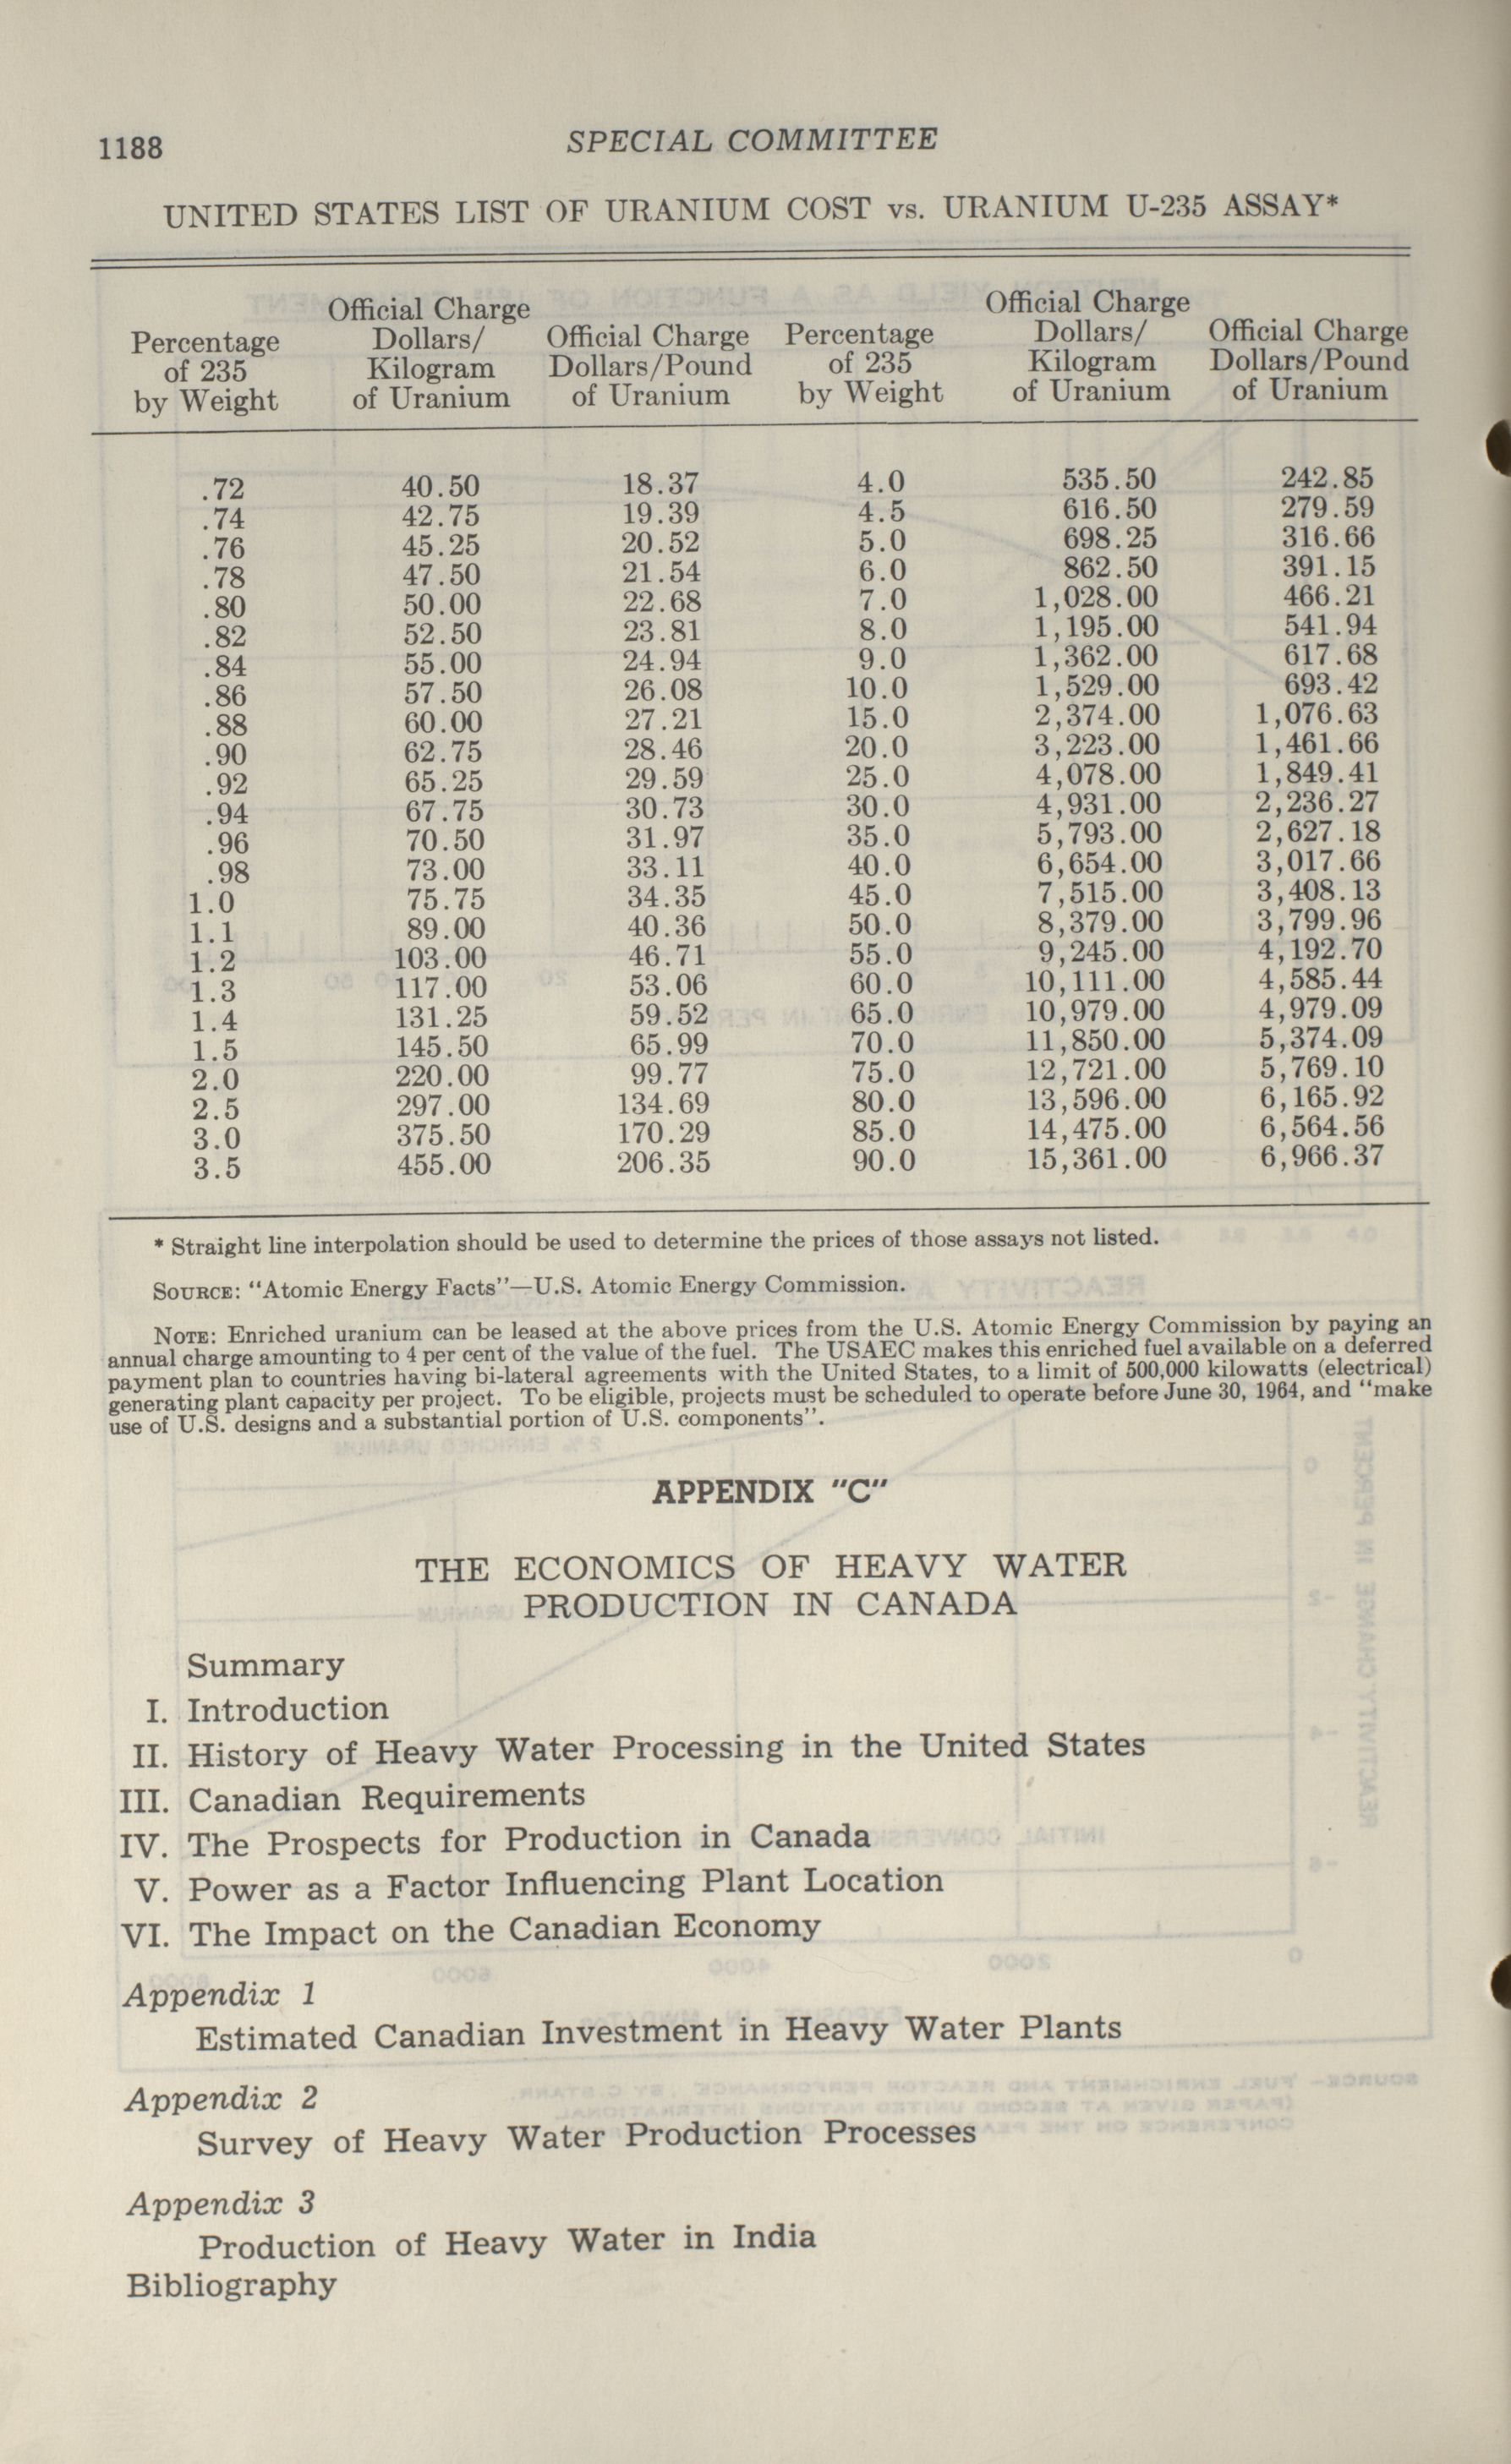 1188
SPECIAL COMMITTEE
UNITED STATES LIST OF URANIUM COST vs. URANIUM U-235 ASSAY*
Percentage of 235 by Weight | Official Charge Dollars/ Kilogram of Uranium | Official Charge Dollars/Pound of Uranium | Percentage of 235 by Weight | Official Charge Dollars/ Kilogram of Uranium | Official Charge Dollars/Pound of Uranium
.72 40.50 18.37 4.0 535.50 242.85
.74 42.75 19.39 4.5 616.50 279.59
.76 45.25 20.52 5.0 698.25 316.66
.78 47.50 21.54 6.0 862.50 391.15
.80 50.00 22.68 7.0 1,028.00 466.21
.82 52.50 23.81 8.0 1,195.00 541.94
.84 55.00 24.94 9.0 1,362.00 617.68
.86 57.50 26.08 10.0 1,529.00 693.42
.88 60.00 27.21 15.0 2,374.00 1,076.63
.90 62.75 28.46 20.0 3,223.00 1,461.66
.92 65.25 29.59 25.0 4,078.00 1,849.41
.94 67.75 30.73 30.0 4,931.00 2,236.27
.96 70.50 31.97 35.0 5,793.00 2,627.18
.98 73.00 33.11 40.0 6,654.00 3,017.66
1.0 75.75 34.35 45.0 7,515.00 3,408.13
1.1 89.00 40.36 50.0 8,379.00 3,799.96
1.2 103.00 46.71 55.0 9,245.00 4,192.70
1.3 117.00 53.06 60.0 10,111.00 4,585.44
1.4 131.25 59.52 65.0 10,979.00 4,979.09
1.5 145.50 65.99 70.0 11,850.00 5,374.09
2.0 220.00 99.77 75.0 12,721.00 5,769.10
2.5 297.00 134.69 80.0 13,596.00 6,165.92
3.0 375.50 170.29 85.0 14,475.00 6,564.56
3.5 455.00 206.35 90.0 15,361.00 6,966.37
* Straight line interpolation should be used to determine the prices of those assays not listed.
SOURCE: "Atomic Energy Facts"—U.S. Atomic Energy Commission.
NOTE: Enriched uranium can be leased at the above prices from the U.S. Atomic Energy Commission by paying an
annual charge amounting to 4 per cent of the value of the fuel. The USAEC makes this enriched fuel available on a deferred
payment plan to countries having bi-lateral agreements with the United States, to a limit of 500,000 kilowatts (electrical)
generating plant capacity per project. To be eligible, projects must be scheduled to operate before June 30, 1964, and "make
use of U.S. designs and a substantial portion of U.S. components".
APPENDIX "C"
THE ECONOMICS OF HEAVY WATER
PRODUCTION IN CANADA
Summary
I. Introduction
II. History of Heavy Water Processing in the United States
III. Canadian Requirements
IV. The Prospects for Production in Canada
V. Power as a Factor Influencing Plant Location
VI. The Impact on the Canadian Economy
Appendix 1
Estimated Canadian Investment in Heavy Water Plants
Appendix 2
Survey of Heavy Water Production Processes
Appendix 3
Production of Heavy Water in India
Bibliography